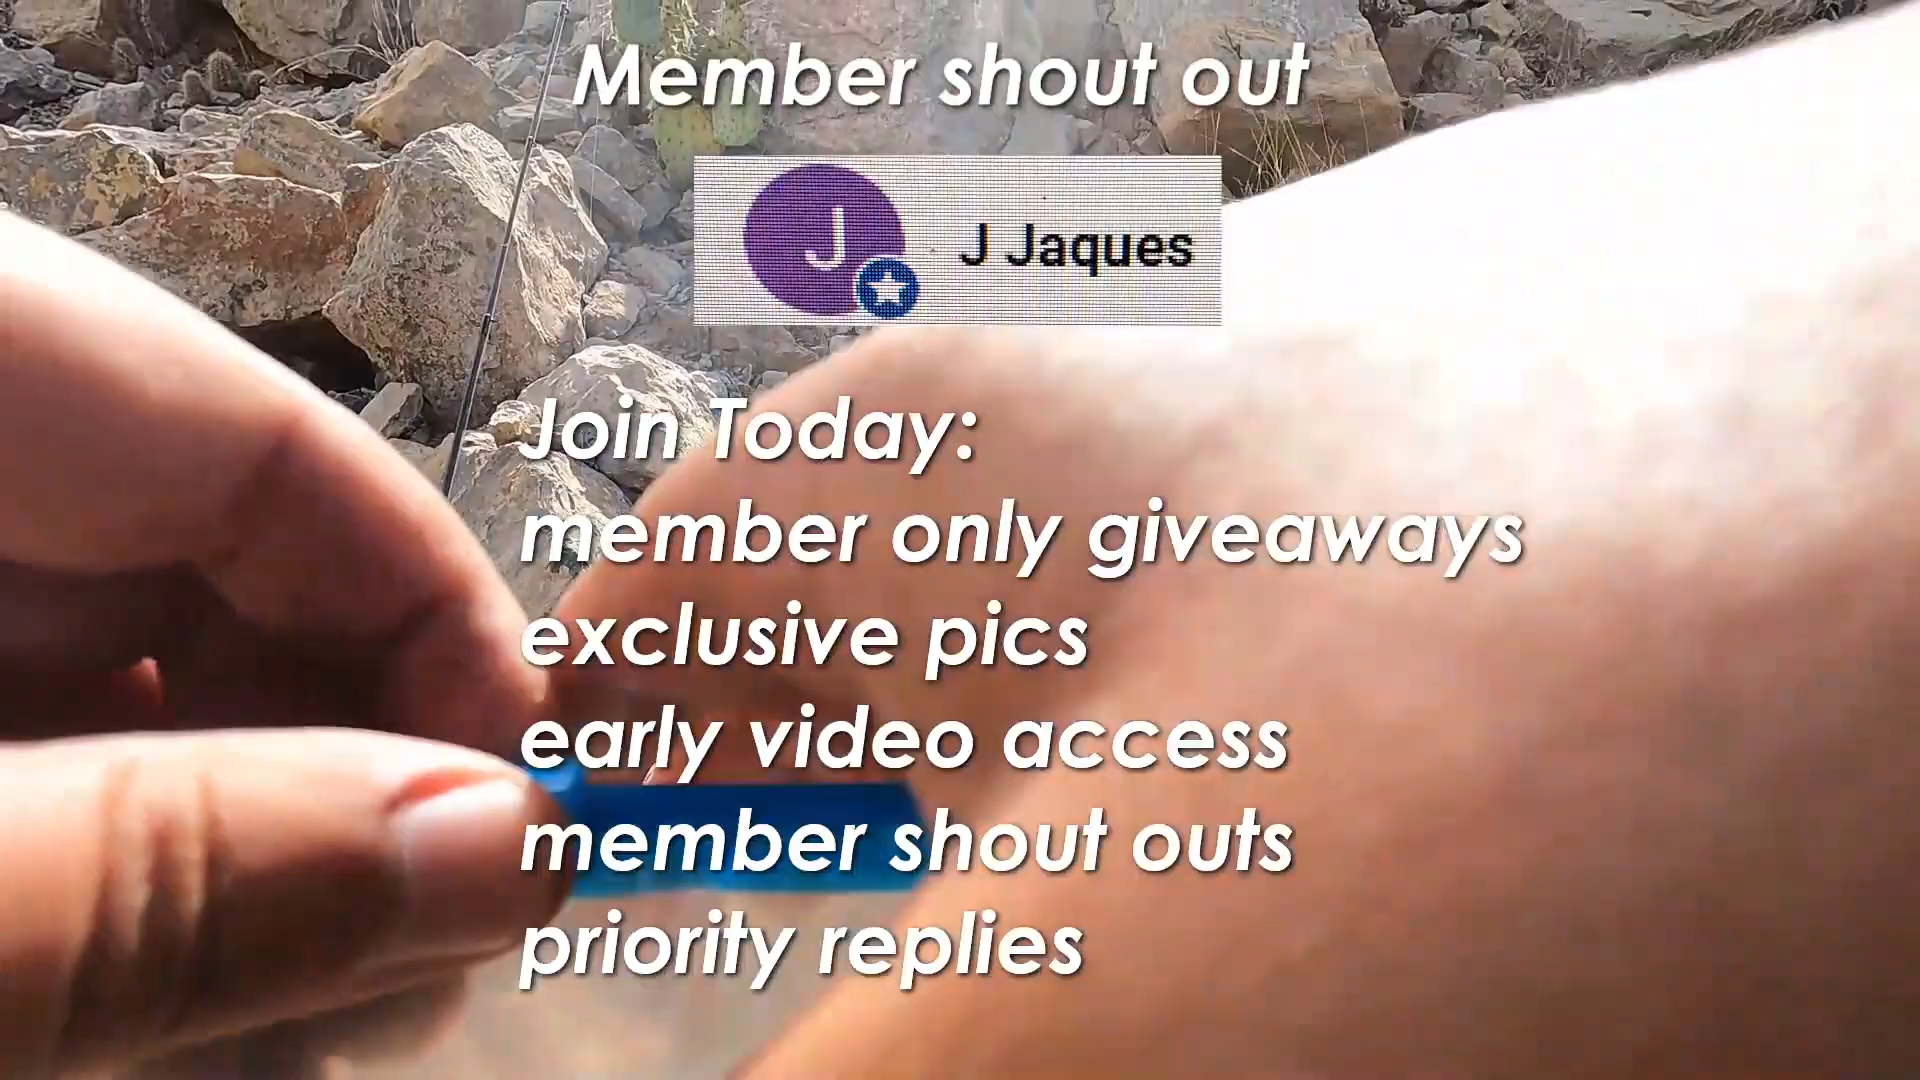 Member shout out
J
J Jaques
Join Today:
member only giveaways
exclusive pics
early video access
member shout outs
priority replies